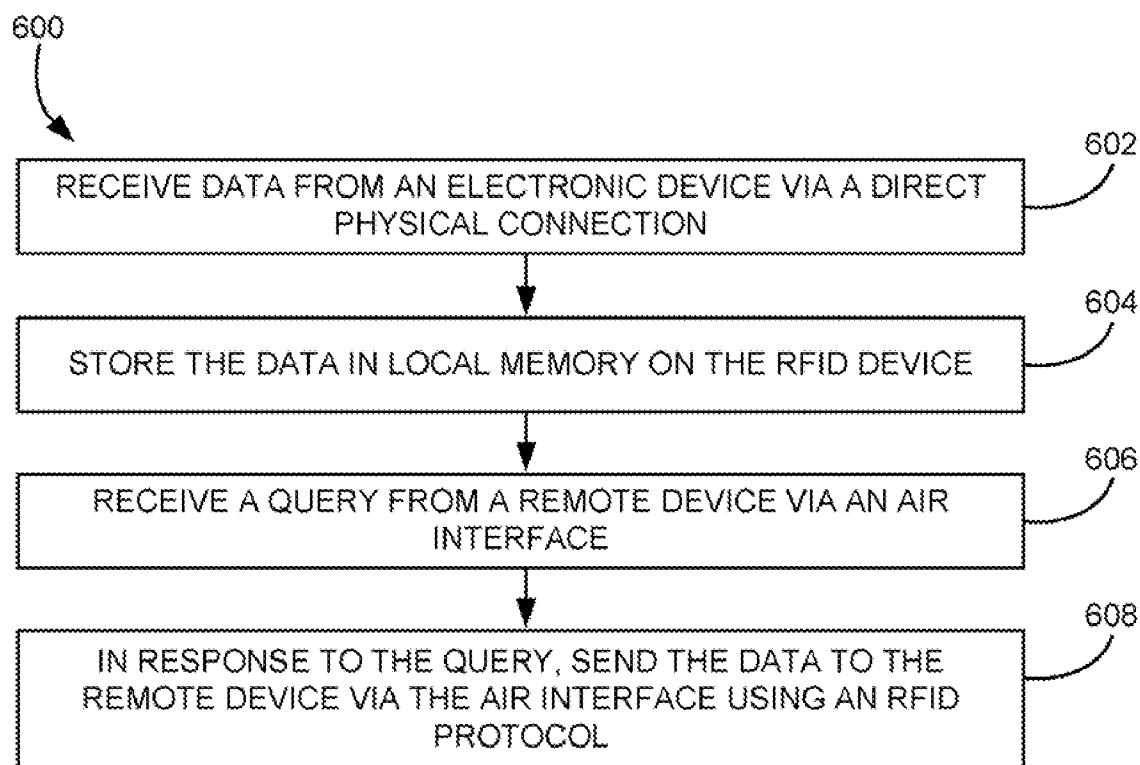 600
602
RECEIVE DATA FROM AN ELECTRONIC DEVICE VIA A DIRECT
PHYSICAL CONNECTION
604
STORE THE DATA IN LOCAL MEMORY ON THE RFID DEVICE
606
RECEIVE A QUERY FROM A REMOTE DEVICE VIA AN AIR
INTERFACE
608
IN RESPONSE TO THE QUERY, SEND THE DATA TO THE
REMOTE DEVICE VIA THE AIR INTERFACE USING AN RFID
PROTOCOL